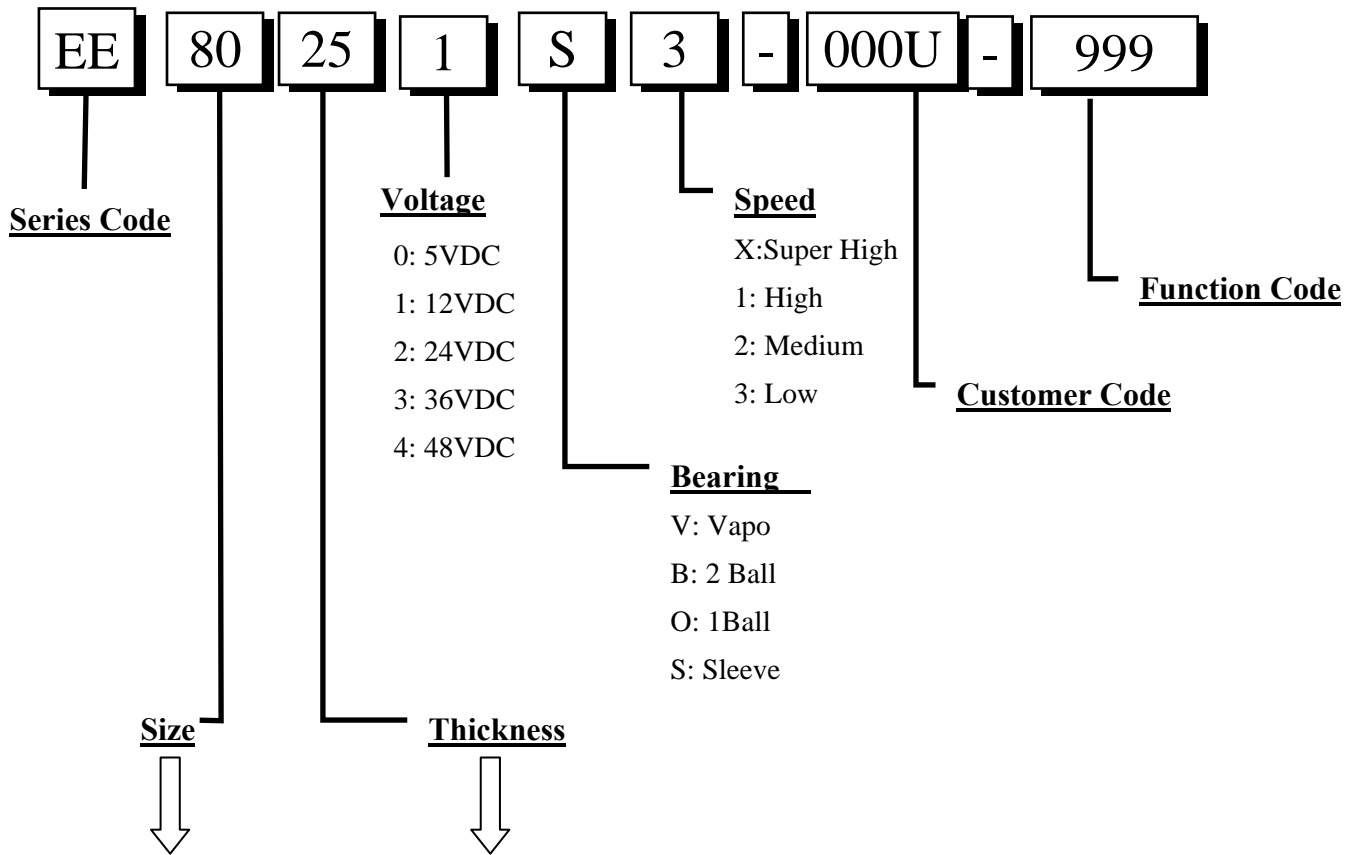 EE 80 25 1 S 3 - 000U - 999
Series Code
Voltage
0: 5VDC
1: 12VDC
2: 24VDC
3: 36VDC
4: 48VDC
Speed
X:Super High
1: High
2: Medium
3: Low
Function Code
Customer Code
Bearing
V: Vapo
B: 2 Ball
O: 1Ball
S: Sleeve
Size
Thickness